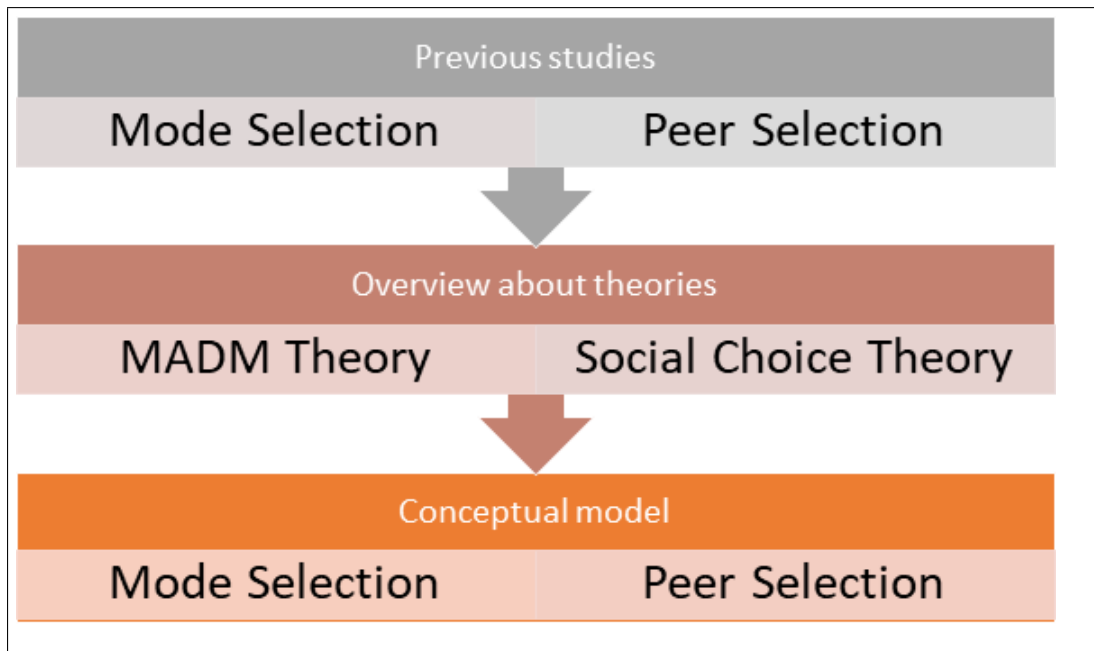 Previous studies
Mode Selection Peer Selection
Overview about theories
MADM Theory Social Choice Theory
Conceptual model
Mode Selection Peer Selection